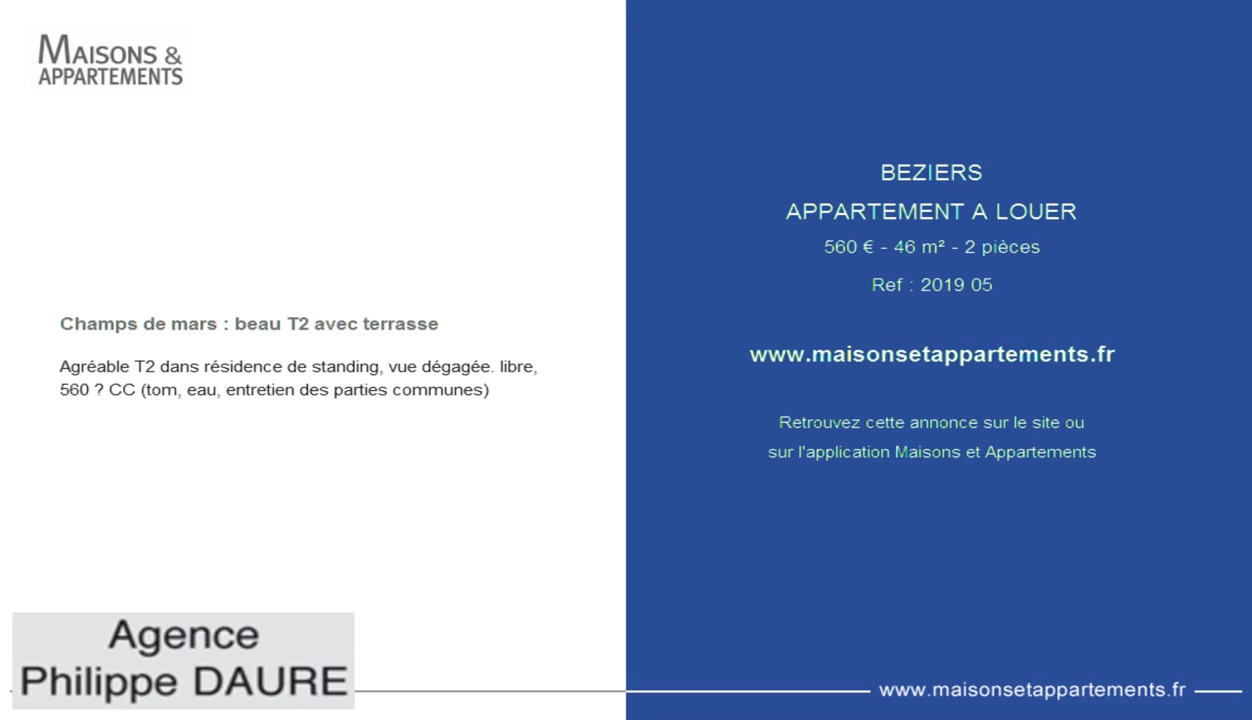 MAISONS &
APPARTEMENTS
Champs de mars : beau T2 avec terrasse
Agréable T2 dans résidence de standing, vue dégagée. libre,
560 ? CC (tom, eau, entretien des parties communes)
Agence
Philippe DAURE
BEZIERS
APPARTEMENT A LOUER
560 € - 46 m² - 2 pièces
Ref : 2019 05
www.maisonsetappartements.fr
Retrouvez cette annonce sur le site ou
sur l'application Maisons et Appartements
www.maisonsetappartements.fr